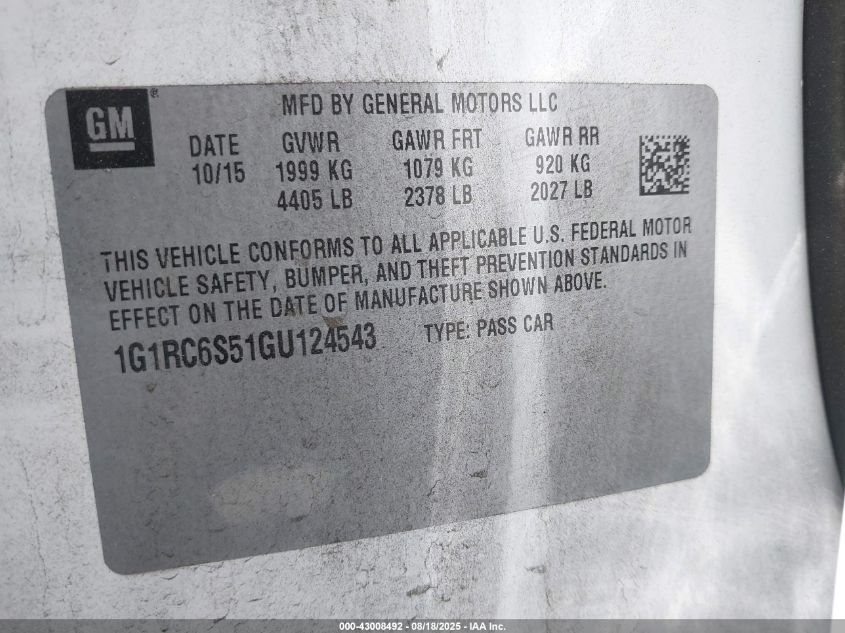 GM®
MFD BY GENERAL MOTORS LLC
DATE GVWR GAWR FRT GAWR RR
10/15 1999 KG 1079 KG 920 KG
4405 LB 2378 LB 2027 LB
THIS VEHICLE CONFORMS TO ALL APPLICABLE U.S. FEDERAL MOTOR
VEHICLE SAFETY, BUMPER, AND THEFT PREVENTION STANDARDS IN
EFFECT ON THE DATE OF MANUFACTURE SHOWN ABOVE.
1G1RC6S51GU124543 TYPE: PASS CAR
000-43008492 - 08/18/2025 - IAA Inc.